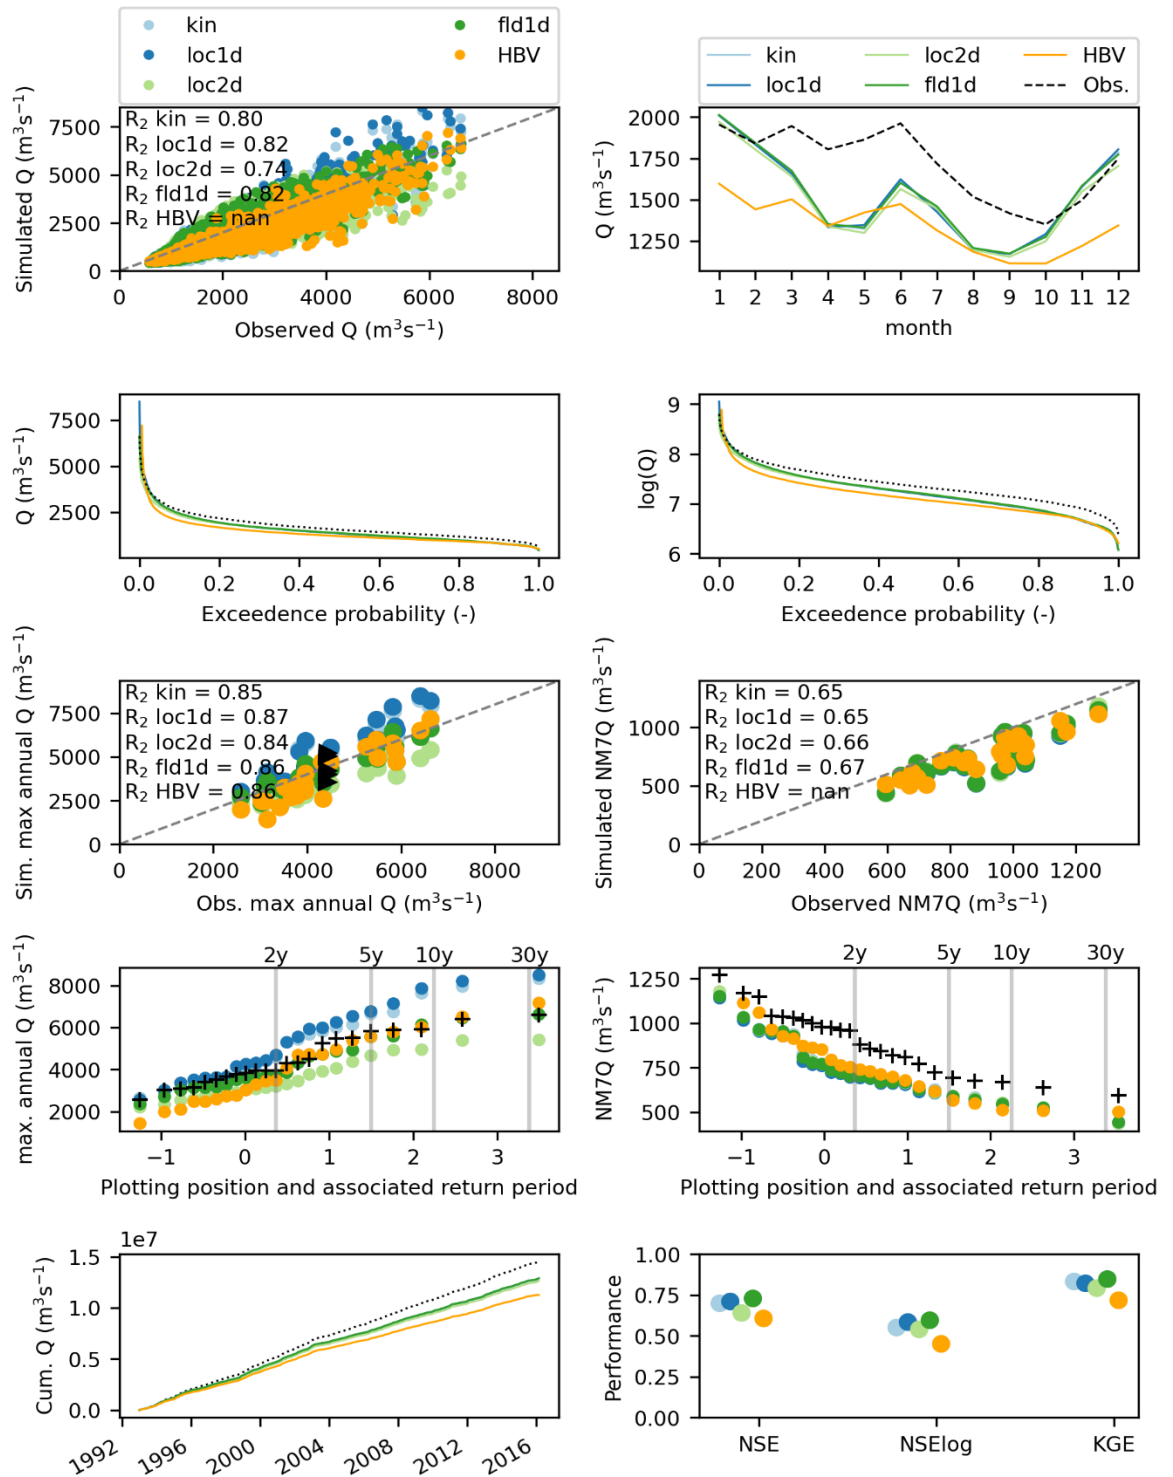 kin
loc1d
loc2d
fld1d
HBV
R2 kin = 0.80
R2 loc1d = 0.82
R2 loc2d = 0.74
R2 fld1d = 0.82
R2 HBV = nan
Simulated Q (m³s⁻¹)
7500
5000
2500
0
0 2000 4000 6000 8000
Observed Q (m³s⁻¹)
kin loc2d HBV
loc1d fld1d Obs.
Q (m³s⁻¹)
2000
1750
1500
1250
1 2 3 4 5 6 7 8 9 10 11 12
month
Q (m³s⁻¹)
7500
5000
2500
0.0 0.2 0.4 0.6 0.8 1.0
Exceedence probability (-)
log(Q)
9
8
7
6
0.0 0.2 0.4 0.6 0.8 1.0
Exceedence probability (-)
R2 kin = 0.85
R2 loc1d = 0.87
R2 loc2d = 0.84
R2 fld1d = 0.86
R2 HBV = 0.86
Sim. max annual Q (m³s⁻¹)
7500
5000
2500
0
0 2000 4000 6000 8000
Obs. max annual Q (m³s⁻¹)
R2 kin = 0.65
R2 loc1d = 0.65
R2 loc2d = 0.66
R2 fld1d = 0.67
R2 HBV = nan
Simulated NM7Q (m³s⁻¹)
1000
500
0
0 200 400 600 800 1000 1200
Observed NM7Q (m³s⁻¹)
2y 5y 10y 30y
max. annual Q (m³s⁻¹)
8000
6000
4000
2000
−1 0 1 2 3
Plotting position and associated return period
2y 5y 10y 30y
NM7Q (m³s⁻¹)
1250
1000
750
500
−1 0 1 2 3
Plotting position and associated return period
1e7
Cum. Q (m³s⁻¹)
1.5
1.0
0.5
0.0
1992 1996 2000 2004 2008 2012 2016
Performance
1.00
0.75
0.50
0.25
0.00
NSE NSElog KGE